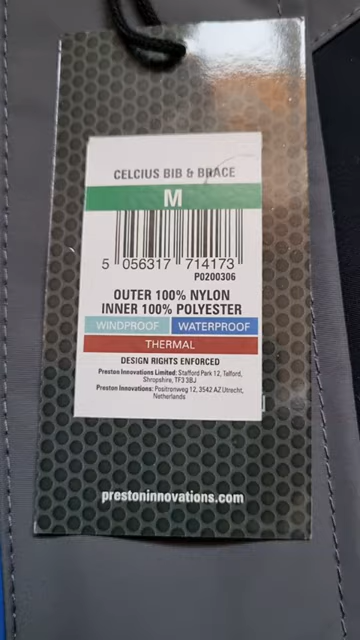 CELCIUS BIB & BRACE
M
5 056317 714173
P0200306
OUTER 100% NYLON
INNER 100% POLYESTER
WINDPROOF WATERPROOF
THERMAL
DESIGN RIGHTS ENFORCED
Preston Innovations Limited: Stafford Park 12, Telford,
Shropshire, TF3 3BJ
Preston Innovations: Positronweg 12, 3542 AZ Utrecht,
Netherlands
prestoninnovations.com